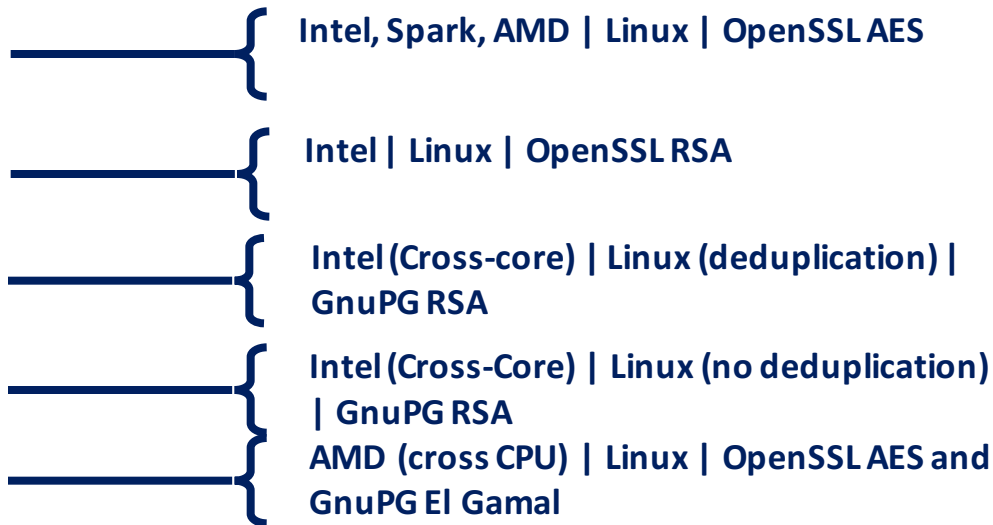 Intel, Spark, AMD | Linux | OpenSSL AES
Intel | Linux | OpenSSL RSA
Intel (Cross-core) | Linux (deduplication) |
GnuPG RSA
Intel (Cross-Core) | Linux (no deduplication)
| GnuPG RSA
AMD (cross CPU) | Linux | OpenSSL AES and
GnuPG El Gamal